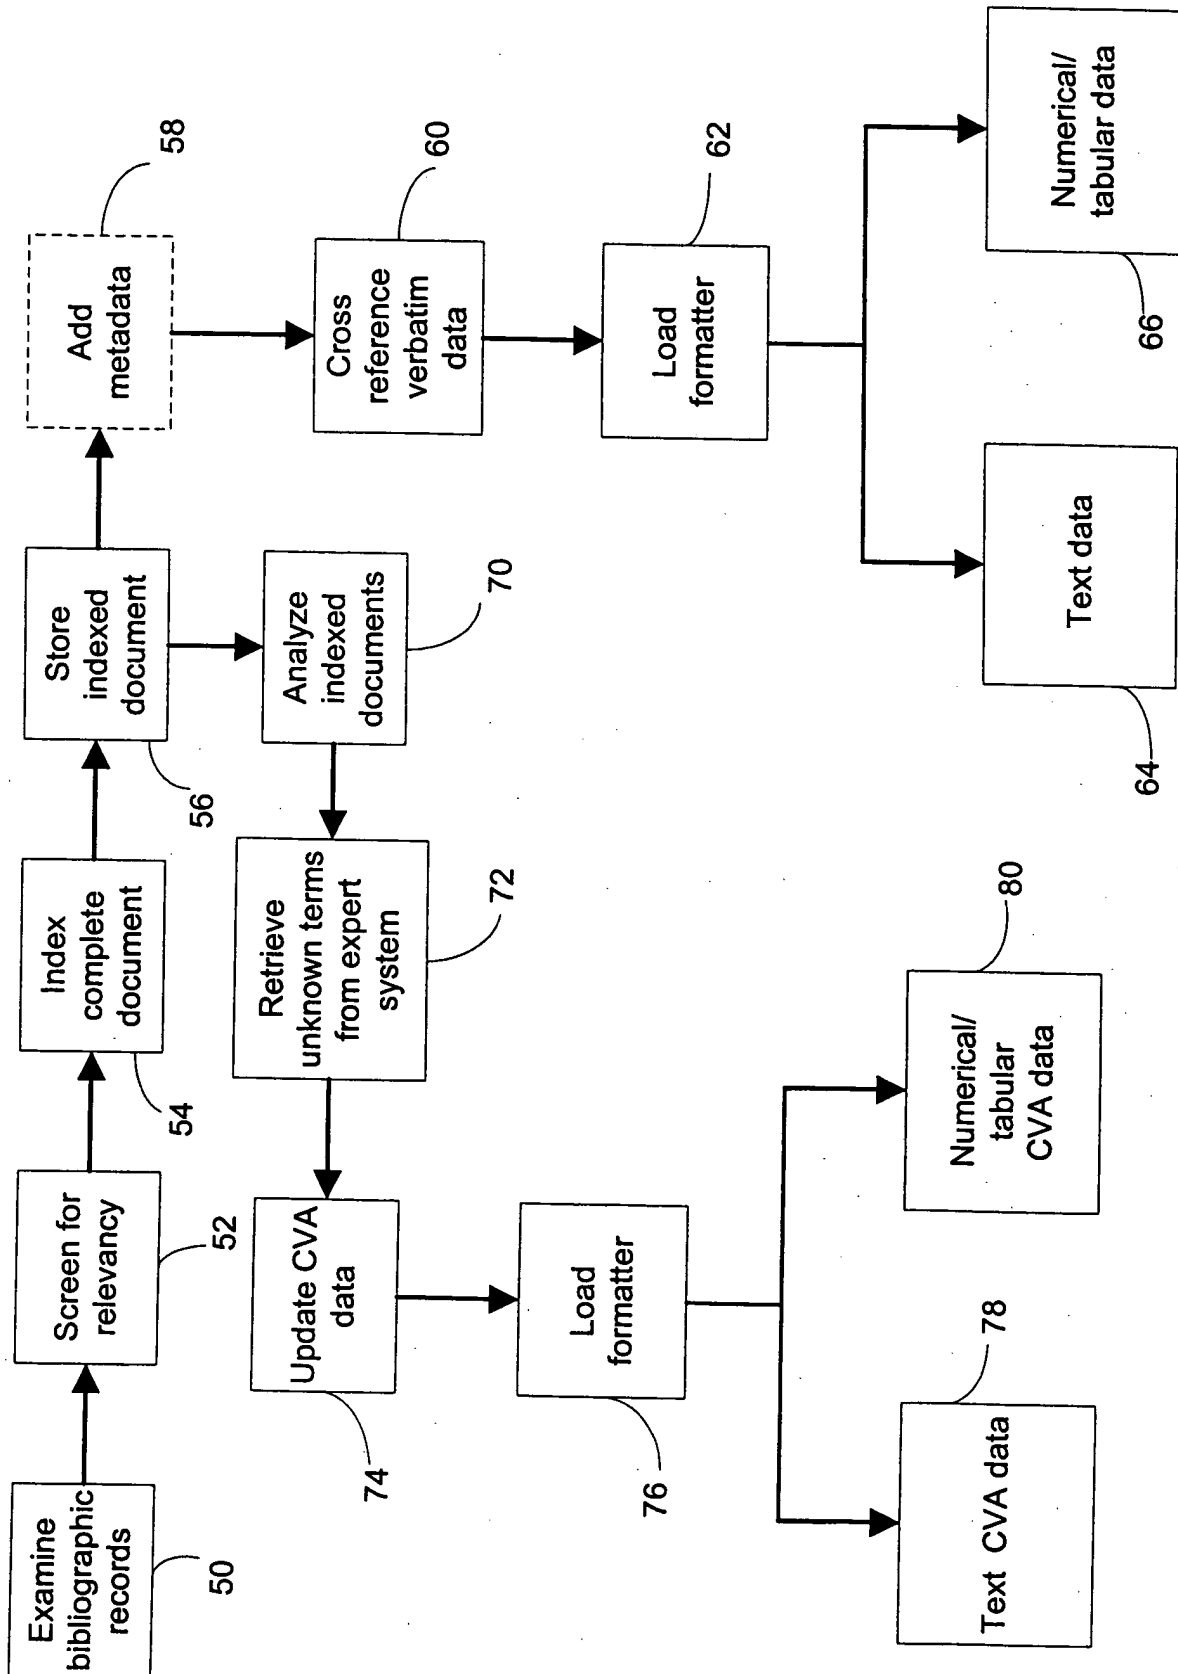 Examine
bibliographic
records
50
Screen for
relevancy
52
Index
complete
document
54
Store
indexed
document
56
Add
metadata
58
Cross
reference
verbatim
data
60
Load
formatter
62
Text data
64
Numerical/
tabular data
66
Analyze
indexed
documents
70
Retrieve
unknown terms
from expert
system
72
Update CVA
data
74
Load
formatter
76
Text CVA data
78
Numerical/
tabular
CVA data
80